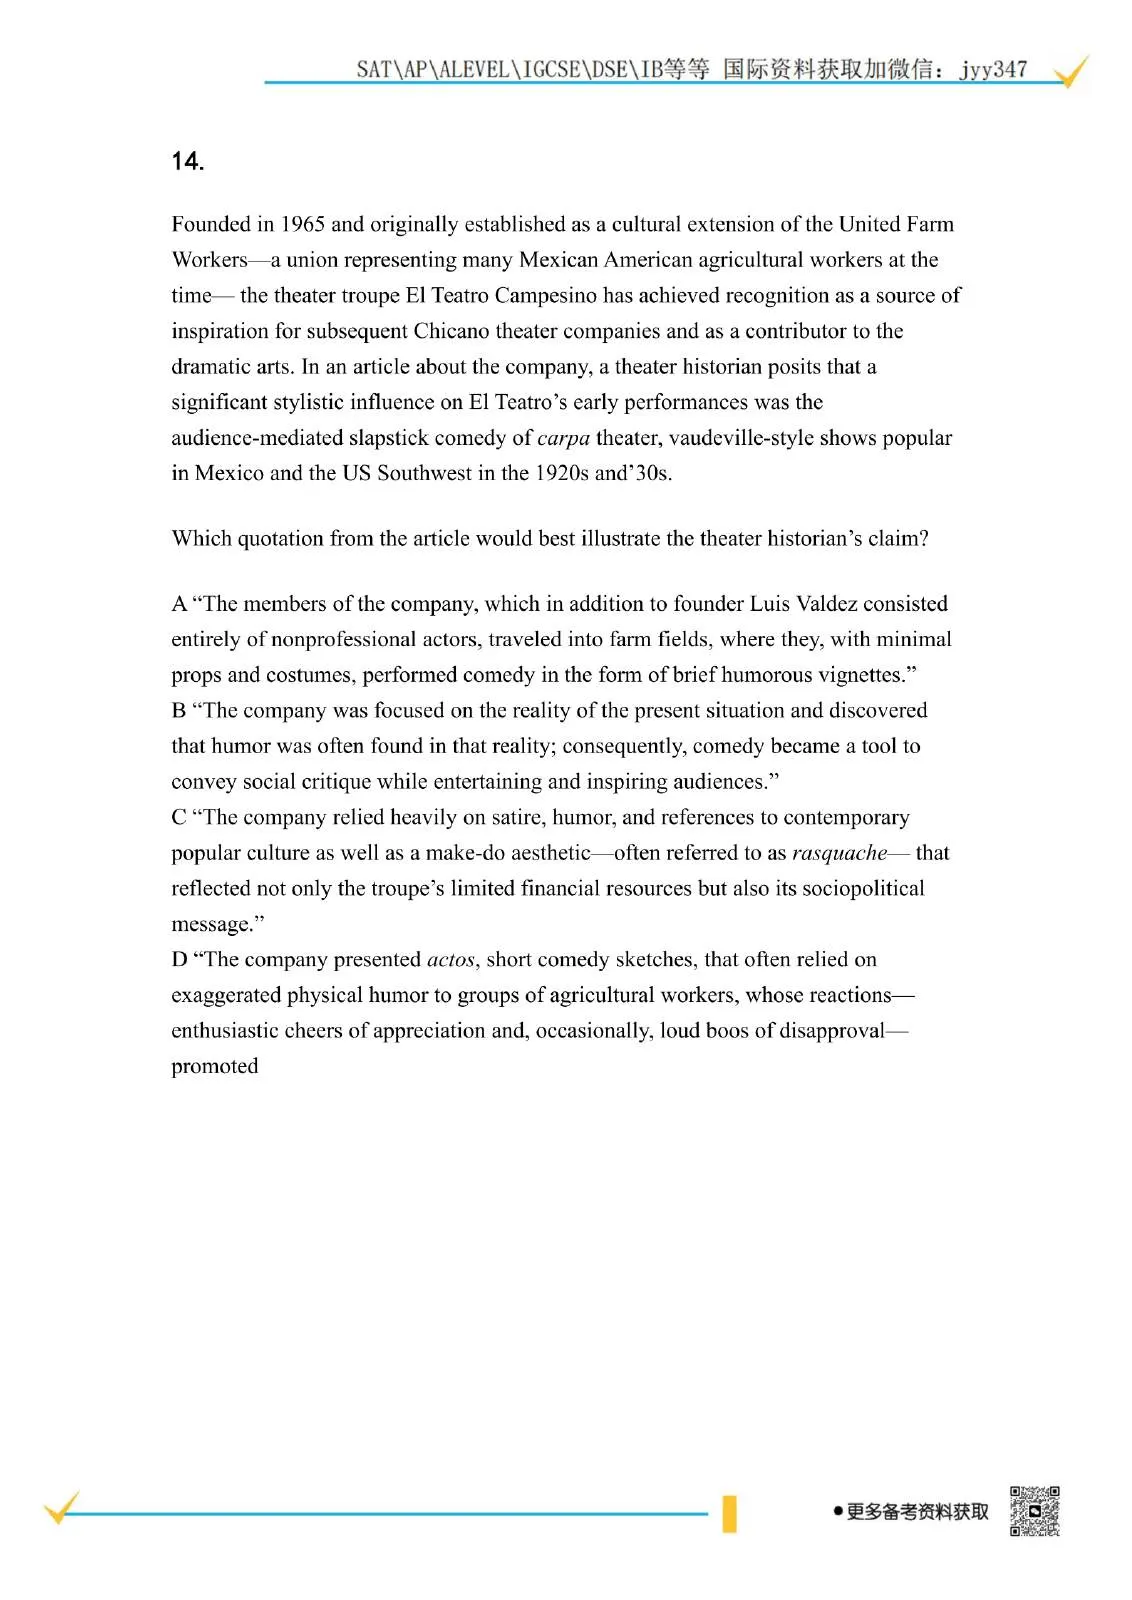 SAT\AP\ALEVEL\IGCSE\DSE\IB等等 国际资料获取加微信：jyy347
14.
Founded in 1965 and originally established as a cultural extension of the United Farm
Workers—a union representing many Mexican American agricultural workers at the
time— the theater troupe El Teatro Campesino has achieved recognition as a source of
inspiration for subsequent Chicano theater companies and as a contributor to the
dramatic arts. In an article about the company, a theater historian posits that a
significant stylistic influence on El Teatro’s early performances was the
audience-mediated slapstick comedy of carpa theater, vaudeville-style shows popular
in Mexico and the US Southwest in the 1920s and’30s.
Which quotation from the article would best illustrate the theater historian’s claim?
A “The members of the company, which in addition to founder Luis Valdez consisted
entirely of nonprofessional actors, traveled into farm fields, where they, with minimal
props and costumes, performed comedy in the form of brief humorous vignettes.”
B “The company was focused on the reality of the present situation and discovered
that humor was often found in that reality; consequently, comedy became a tool to
convey social critique while entertaining and inspiring audiences.”
C “The company relied heavily on satire, humor, and references to contemporary
popular culture as well as a make-do aesthetic—often referred to as rasquache— that
reflected not only the troupe’s limited financial resources but also its sociopolitical
message.”
D “The company presented actos, short comedy sketches, that often relied on
exaggerated physical humor to groups of agricultural workers, whose reactions—
enthusiastic cheers of appreciation and, occasionally, loud boos of disapproval—
promoted
●更多备考资料获取